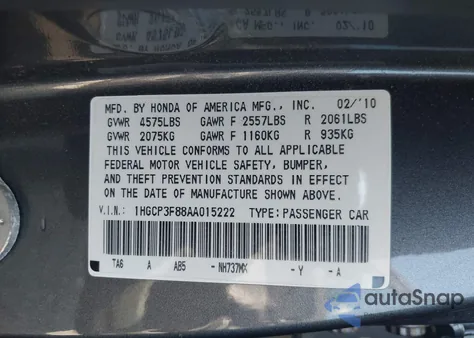 MFD. BY HONDA OF AMERICA MFG., INC. 02/'10
GVWR 4575LBS GAWR F 2557LBS R 2061LBS
GVWR 2075KG GAWR F 1160KG R 935KG
THIS VEHICLE CONFORMS TO ALL APPLICABLE
FEDERAL MOTOR VEHICLE SAFETY, BUMPER,
AND THEFT PREVENTION STANDARDS IN EFFECT
ON THE DATE OF MANUFACTURE SHOWN ABOVE.
V.I.N: 1HGCP3F88AA015222 TYPE:PASSENGER CAR
TA6 A AB5 - NH737MX - Y - A
autoSnap